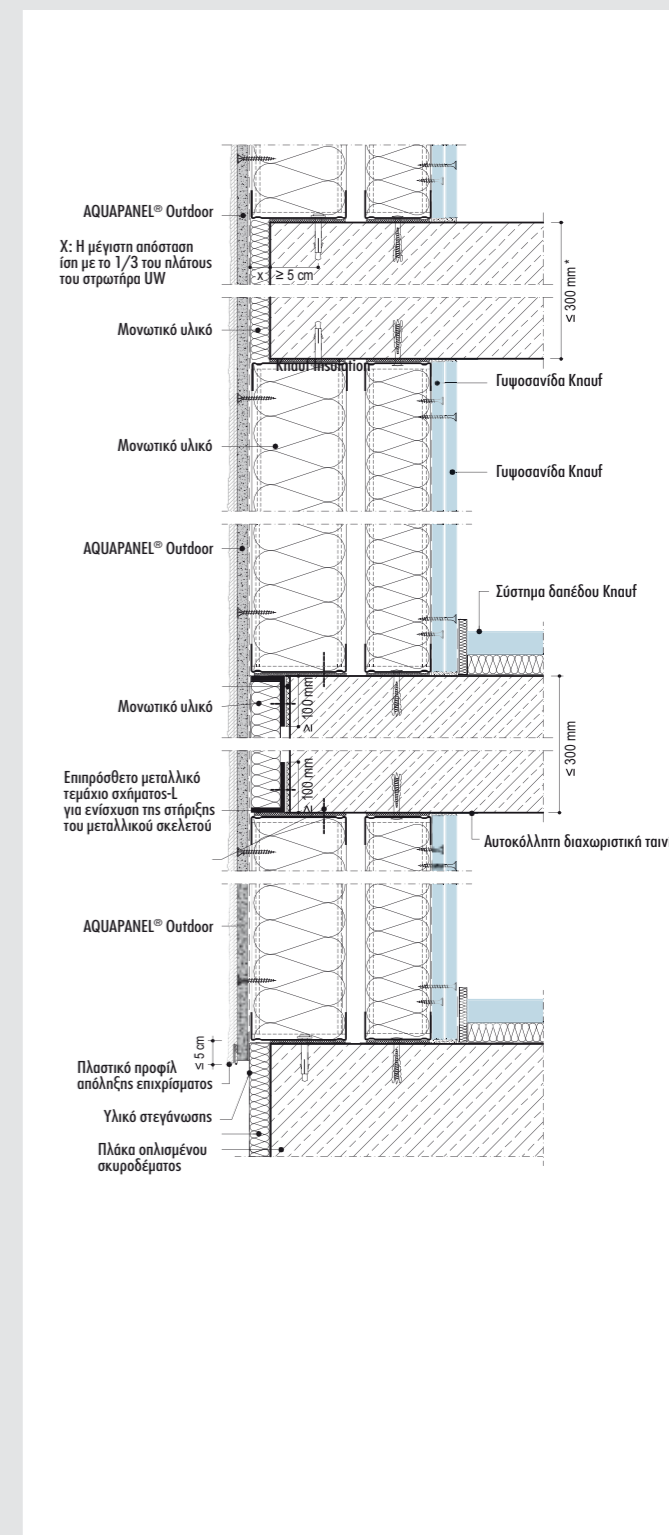 AQUAPANEL® Outdoor
X: Η μέγιστη απόσταση
ίση με το 1/3 του πλάτους
του στρωτήρα UW
x
≥ 5 cm
≤ 300 mm *
Μονωτικό υλικό
Knauf Insulation
Γυψοσανίδα Knauf
Μονωτικό υλικό
Γυψοσανίδα Knauf
AQUAPANEL® Outdoor
Σύστημα δαπέδου Knauf
Μονωτικό υλικό
≥ 100 mm
≤ 300 mm
Επιπρόσθετο μεταλλικό
τεμάχιο σχήματος-L
για ενίσχυση της στήριξης
του μεταλλικού σκελετού
≥ 100 mm
Αυτοκόλλητη διαχωριστική ταιν
AQUAPANEL® Outdoor
≤ 5 cm
Πλαστικό προφίλ
απόληξης επιχρίσματος
Υλικό στεγάνωσης
Πλάκα οπλισμένου
σκυροδέματος